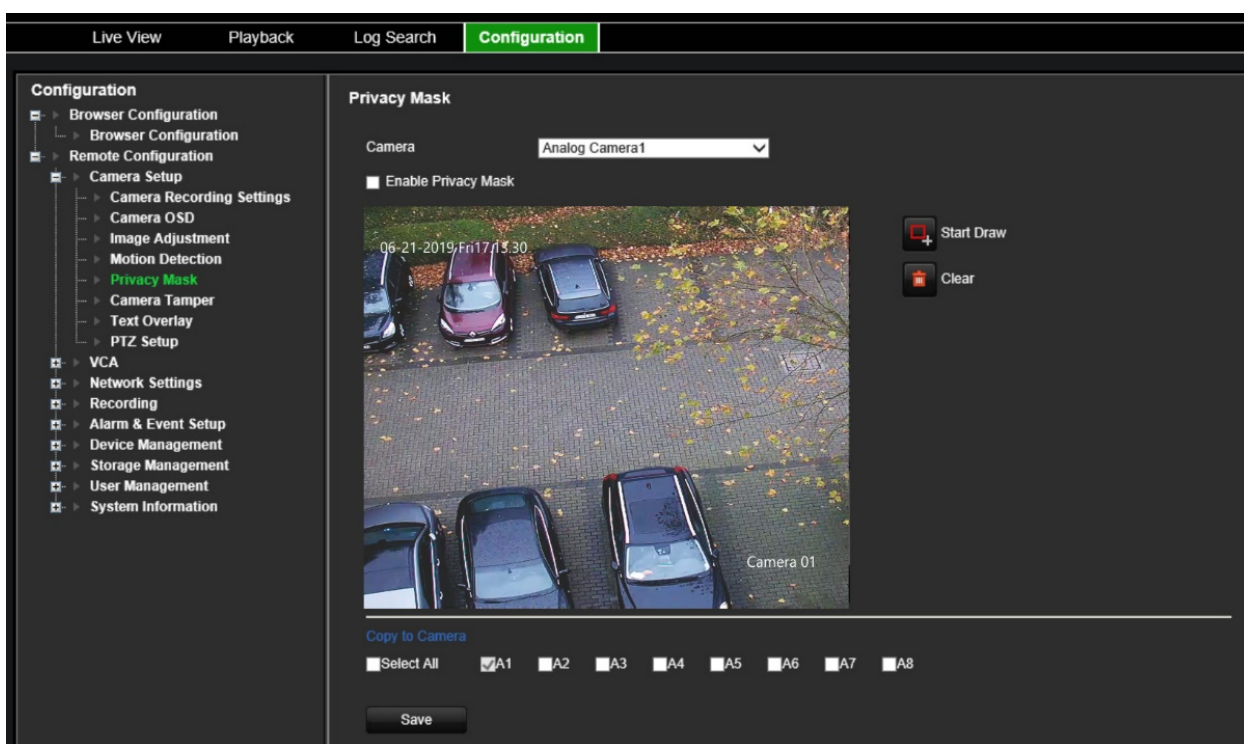 Live View Playback Log Search Configuration
Configuration
Browser Configuration
Browser Configuration
Remote Configuration
Camera Setup
Camera Recording Settings
Camera OSD
Image Adjustment
Motion Detection
Privacy Mask
Camera Tamper
Text Overlay
PTZ Setup
VCA
Network Settings
Recording
Alarm & Event Setup
Device Management
Storage Management
User Management
System Information
Privacy Mask
Camera Analog Camera1
Enable Privacy Mask
06-21-2019 Fri17:13:30
Start Draw
Clear
Camera 01
Copy to Camera
Select All A1 A2 A3 A4 A5 A6 A7 A8
Save